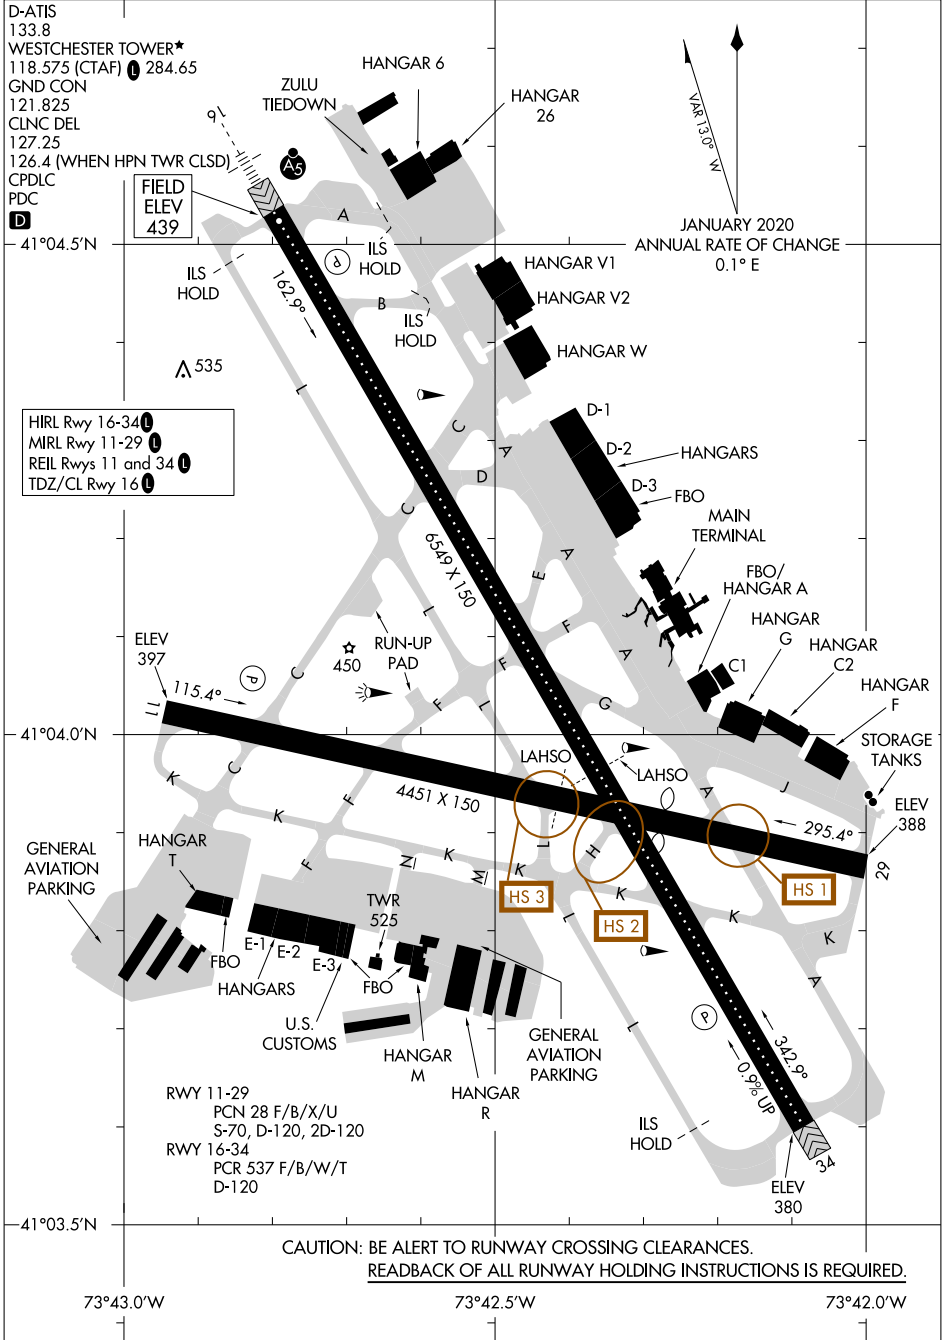 D-ATIS
133.8
WESTCHESTER TOWER★
118.575 (CTAF) L 284.65
GND CON
121.825
CLNC DEL
127.25
126.4 (WHEN HPN TWR CLSD)
CPDLC
PDC
D
FIELD
ELEV
439
16
A5
ZULU
TIEDOWN
HANGAR 6
HANGAR
26
VAR 13.0° W
JANUARY 2020
ANNUAL RATE OF CHANGE
0.1° E
41°04.5'N
ILS
HOLD
162.9°
P
A
ILS
HOLD
B
ILS
HOLD
HANGAR V1
HANGAR V2
HANGAR W
535
L
HIRL Rwy 16-34 L
MIRL Rwy 11-29 L
REIL Rwys 11 and 34 L
TDZ/CL Rwy 16 L
C
A
D
C
D-1
D-2
D-3
HANGARS
FBO
MAIN
TERMINAL
6549 X 150
A
E
F
A
L
F
FBO/
HANGAR A
HANGAR
G
C1
HANGAR
C2
HANGAR
F
STORAGE
TANKS
ELEV
397
115.4°
P
C
450
RUN-UP
PAD
F
L
G
11
41°04.0'N
K
C
F
4451 X 150
LAHSO
LAHSO
A
J
295.4°
ELEV
388
29
K
HANGAR
T
GENERAL
AVIATION
PARKING
F
N
K
M
K
L
H
K
K
K
HS 3
HS 2
HS 1
TWR
525
FBO
E-1
E-2
E-3
HANGARS
FBO
U.S.
CUSTOMS
HANGAR
M
HANGAR
R
GENERAL
AVIATION
PARKING
L
L
A
P
342.9°
0.9% UP
ILS
HOLD
34
ELEV
380
RWY 11-29
PCN 28 F/B/X/U
S-70, D-120, 2D-120
RWY 16-34
PCR 537 F/B/W/T
D-120
41°03.5'N
CAUTION: BE ALERT TO RUNWAY CROSSING CLEARANCES.
READBACK OF ALL RUNWAY HOLDING INSTRUCTIONS IS REQUIRED.
73°43.0'W
73°42.5'W
73°42.0'W